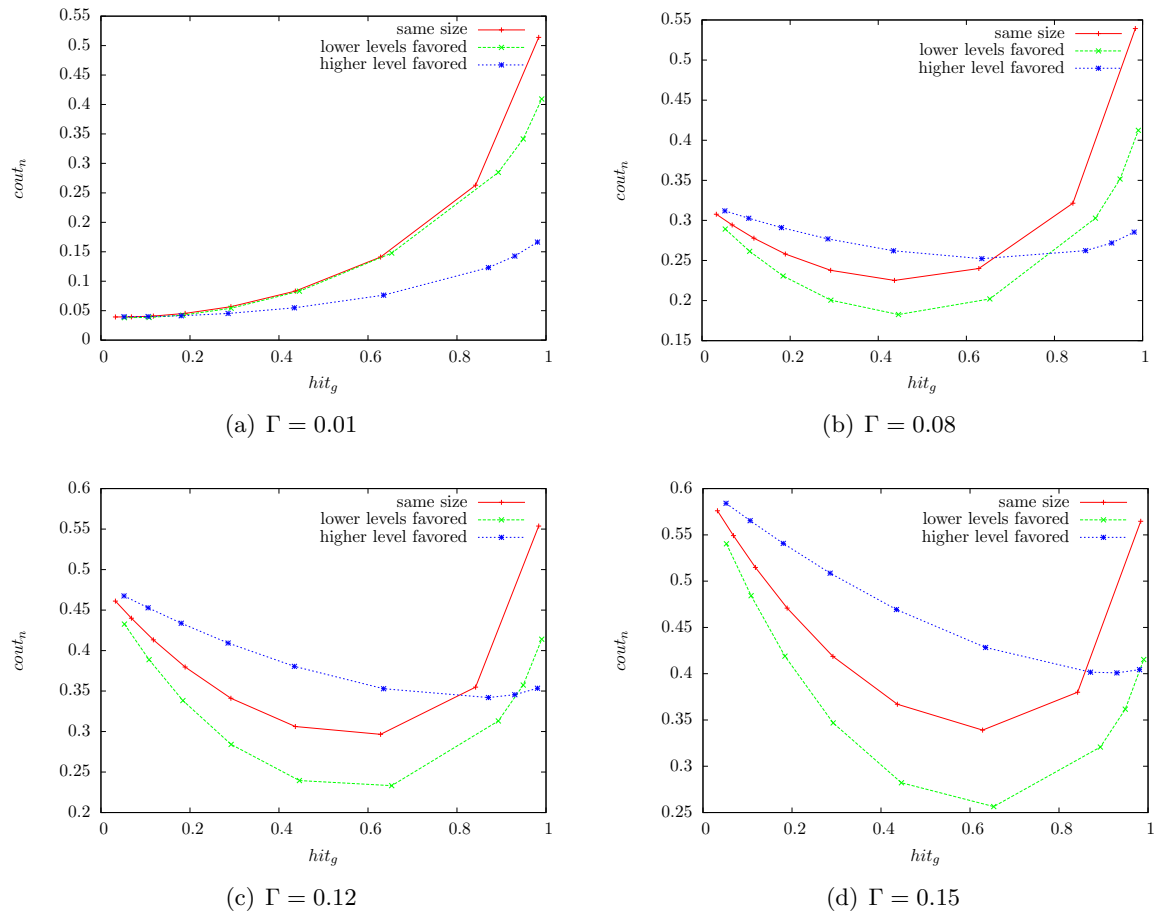 0.55
0.5
0.45
0.4
0.35
0.3
0.25
0.2
0.15
0.1
0.05
0
0 0.2 0.4 0.6 0.8 1
cout_n
hit_g
same size
lower levels favored
higher level favored
(a) Γ = 0.01
0.55
0.5
0.45
0.4
0.35
0.3
0.25
0.2
0.15
0 0.2 0.4 0.6 0.8 1
cout_n
hit_g
same size
lower levels favored
higher level favored
(b) Γ = 0.08
0.6
0.55
0.5
0.45
0.4
0.35
0.3
0.25
0.2
0 0.2 0.4 0.6 0.8 1
cout_n
hit_g
same size
lower levels favored
higher level favored
(c) Γ = 0.12
0.6
0.55
0.5
0.45
0.4
0.35
0.3
0.25
0 0.2 0.4 0.6 0.8 1
cout_n
hit_g
same size
lower levels favored
higher level favored
(d) Γ = 0.15